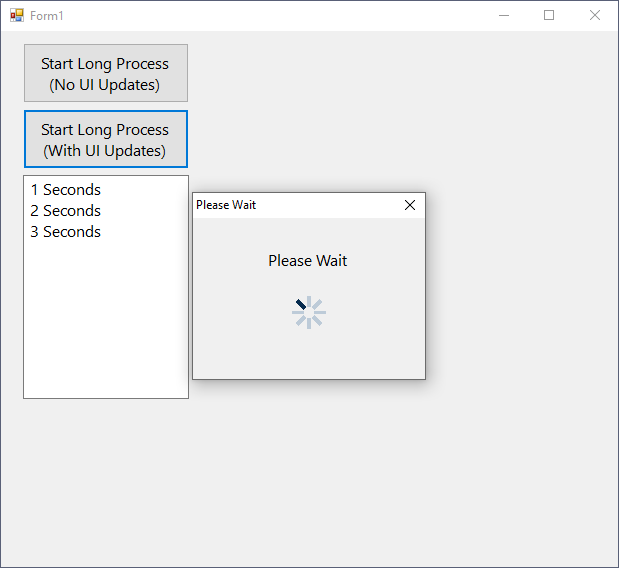 Form1
Start Long Process
(No UI Updates)
Start Long Process
(With UI Updates)
1 Seconds
2 Seconds
3 Seconds
Please Wait
Please Wait